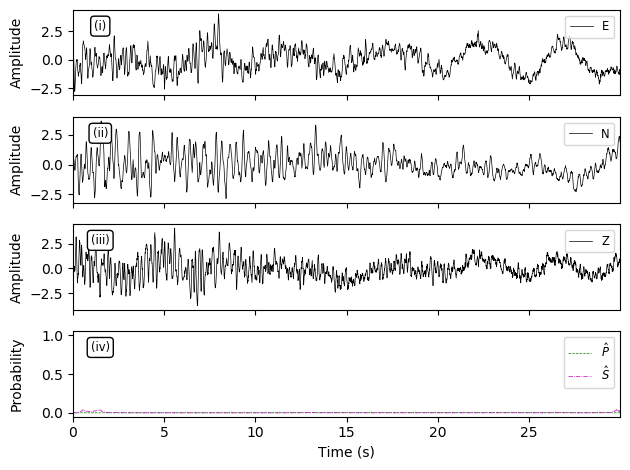 (i)
E
Amplitude
2.5
0.0
−2.5
(ii)
N
Amplitude
2.5
0.0
−2.5
(iii)
Z
Amplitude
2.5
0.0
−2.5
(iv)
P̂
Ŝ
Probability
1.0
0.5
0.0
0 5 10 15 20 25
Time (s)